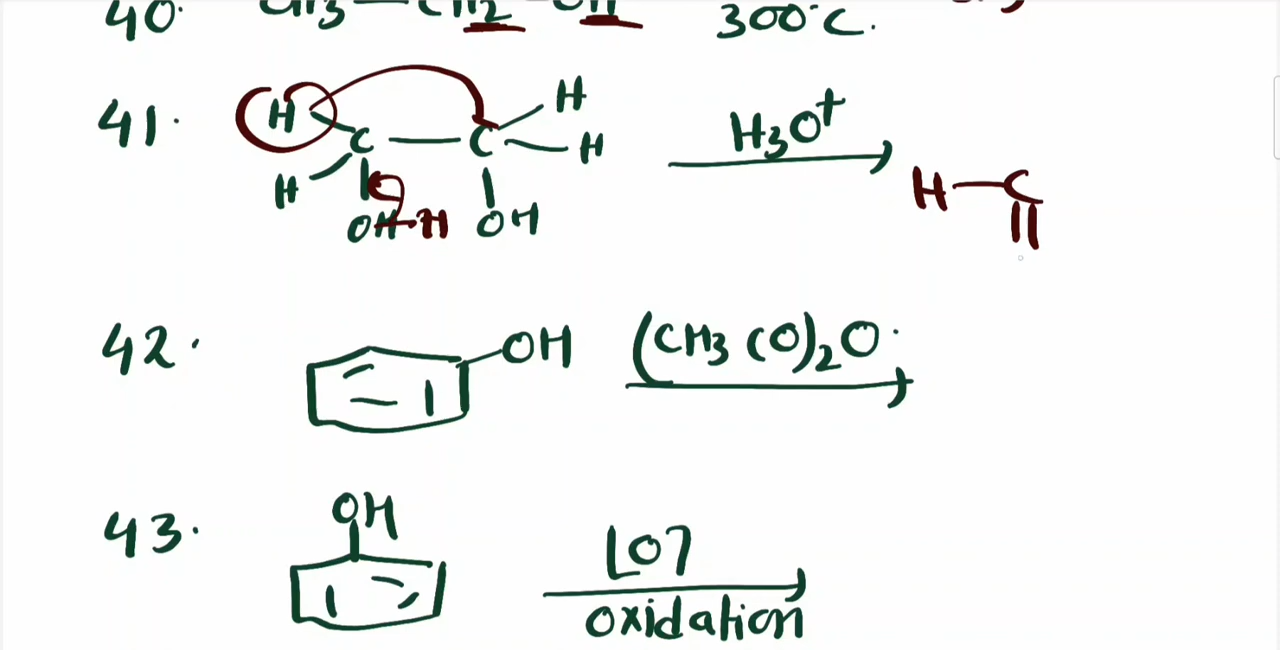 40. CH3 - CH2 - OH 300°C.
41. H C — C H H H3O+ H—C
H OH-H OH
42. OH (CH3CO)2O.
43. OH [O]
oxidation